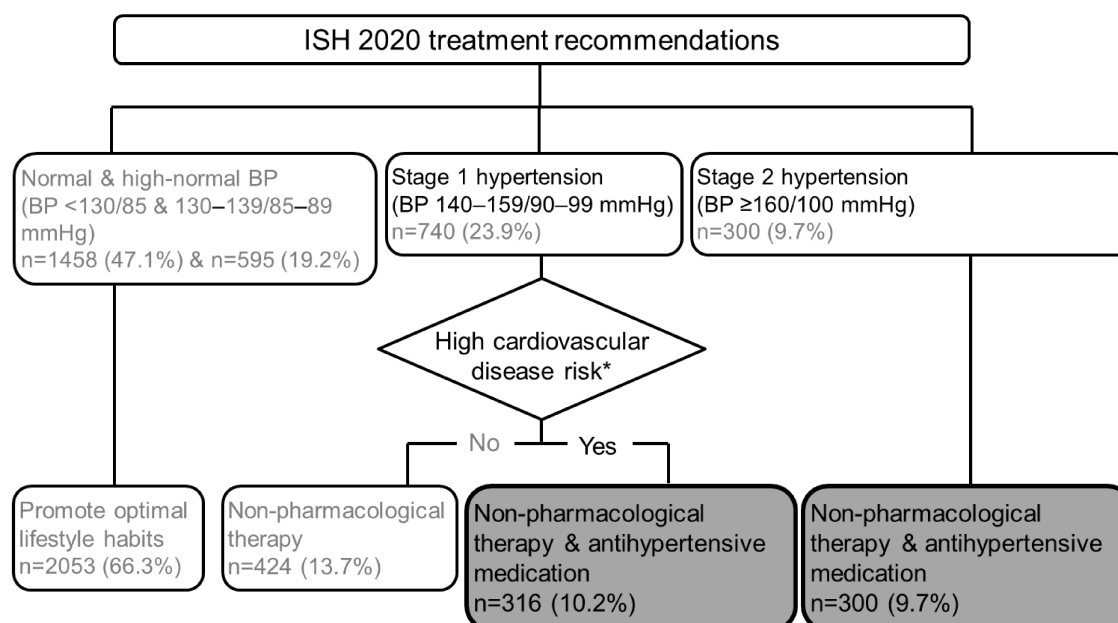 ISH 2020 treatment recommendations
Normal & high-normal BP
(BP <130/85 & 130–139/85–89
mmHg)
n=1458 (47.1%) & n=595 (19.2%)
Stage 1 hypertension
(BP 140–159/90–99 mmHg)
n=740 (23.9%)
Stage 2 hypertension
(BP ≥160/100 mmHg)
n=300 (9.7%)
High cardiovascular
disease risk*
No
Yes
Promote optimal
lifestyle habits
n=2053 (66.3%)
Non-pharmacological
therapy
n=424 (13.7%)
Non-pharmacological
therapy & antihypertensive
medication
n=316 (10.2%)
Non-pharmacological
therapy & antihypertensive
medication
n=300 (9.7%)